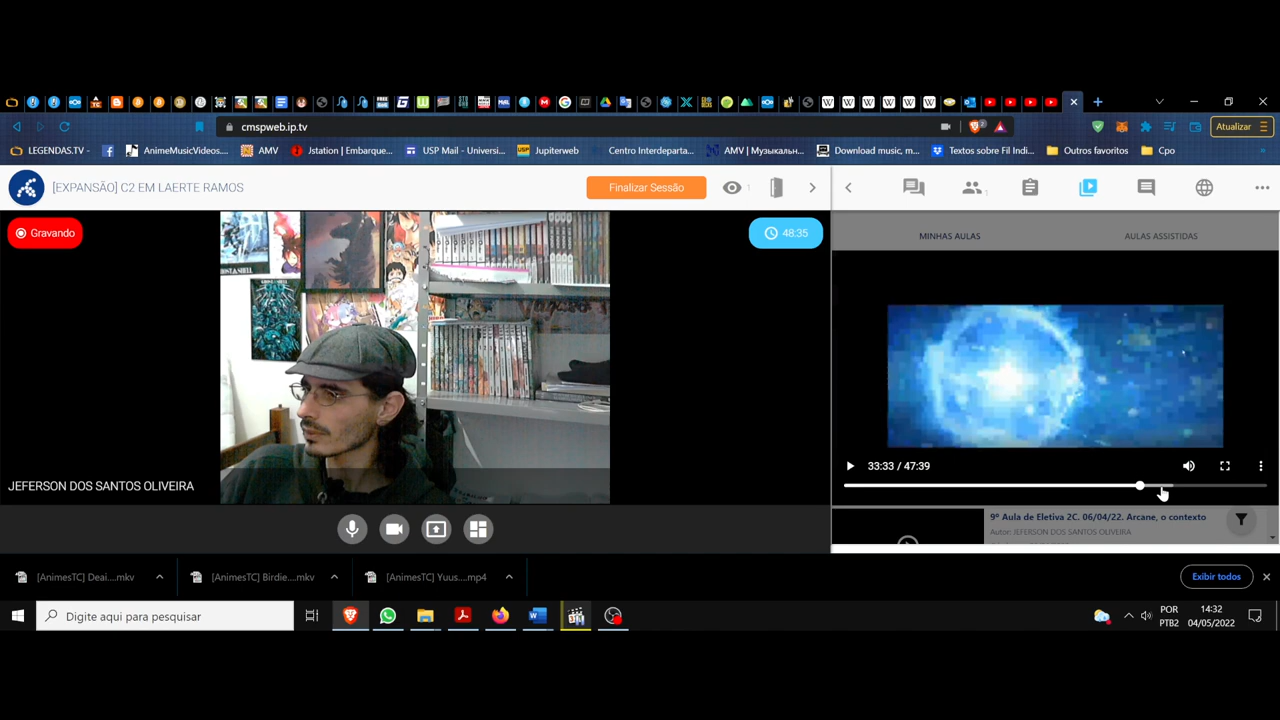 cmspweb.ip.tv
Atualizar
LEGENDAS.TV -
AnimeMusicVideos....
AMV
Jstation | Embarque...
USP Mail - Universi...
Jupiterweb
Centro Interdeparta...
AMV | Музыкальн...
Download music, m...
Textos sobre Fil Indi...
Outros favoritos
Cpo
[EXPANSÃO] C2 EM LAERTE RAMOS
Finalizar Sessão
1
1
Gravando
48:35
MINHAS AULAS
AULAS ASSISTIDAS
JEFERSON DOS SANTOS OLIVEIRA
33:33 / 47:39
9º Aula de Eletiva 2C. 06/04/22. Arcane, o contexto
Autor: JEFERSON DOS SANTOS OLIVEIRA
[AnimesTC] Deai....mkv
[AnimesTC] Birdie....mkv
[AnimesTC] Yuus....mp4
Exibir todos
Digite aqui para pesquisar
POR
PTB2
14:32
04/05/2022